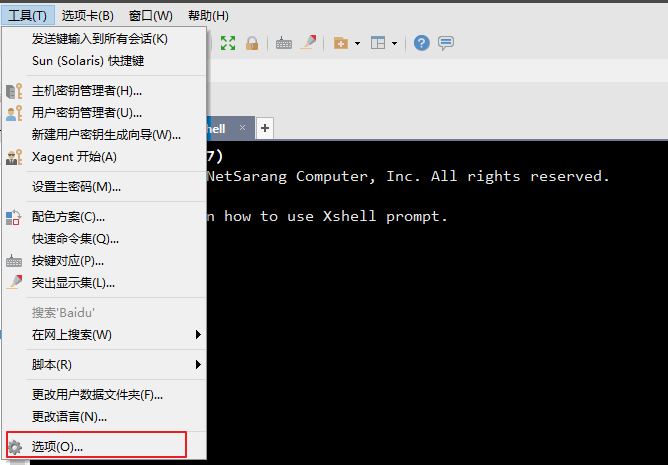 工具(T) 选项卡(B) 窗口(W) 帮助(H)
发送键输入到所有会话(K)
Sun (Solaris) 快捷键
主机密钥管理者(H)...
用户密钥管理者(U)...
新建用户密钥生成向导(W)...
Xagent 开始(A)
设置主密码(M)...
配色方案(C)...
快速命令集(Q)...
按键对应(P)...
突出显示集(L)...
搜索'Baidu'
在网上搜索(W)
脚本(R)
更改用户数据文件夹(F)...
更改语言(N)...
选项(O)...
hell × +
7)
NetSarang Computer, Inc. All rights reserved.
n how to use Xshell prompt.